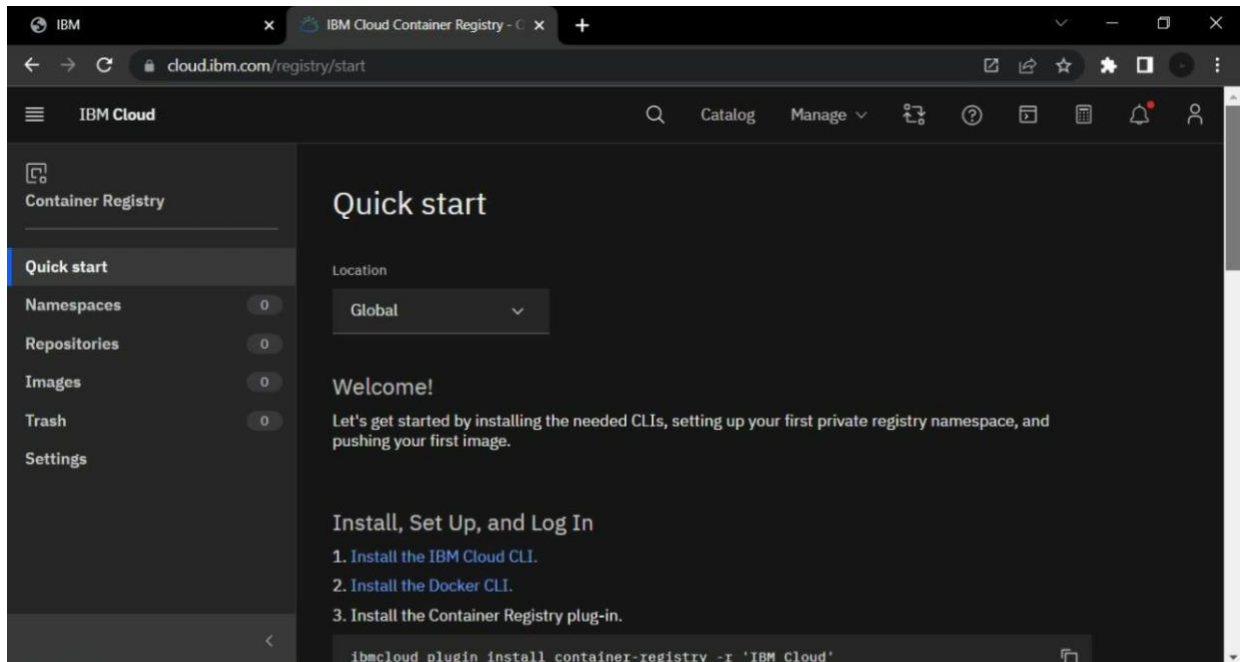 IBM
IBM Cloud Container Registry - C
cloud.ibm.com/registry/start
IBM Cloud
Catalog
Manage
Container Registry
Quick start
Namespaces 0
Repositories 0
Images 0
Trash 0
Settings
Quick start
Location
Global
Welcome!
Let's get started by installing the needed CLIs, setting up your first private registry namespace, and
pushing your first image.
Install, Set Up, and Log In
1. Install the IBM Cloud CLI.
2. Install the Docker CLI.
3. Install the Container Registry plug-in.
ibmcloud plugin install container-registry -r 'IBM Cloud'